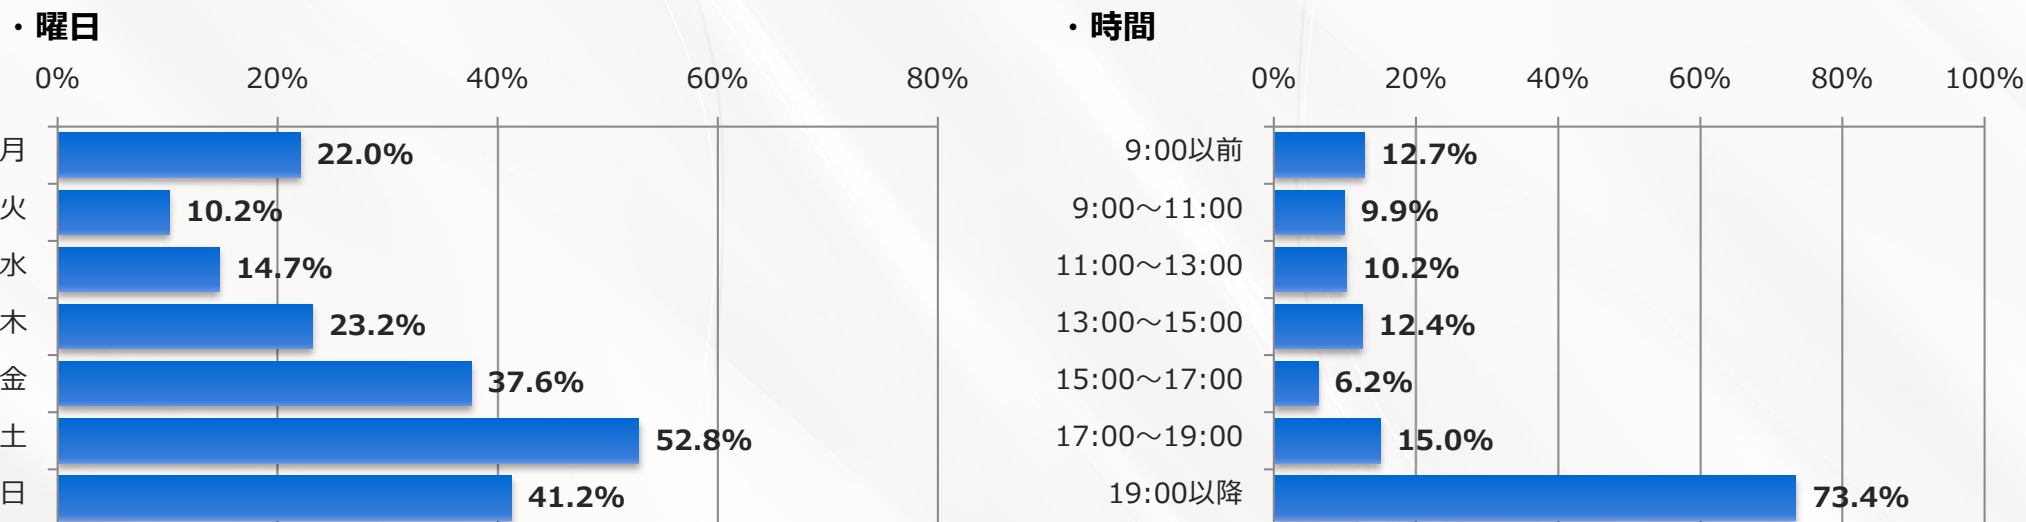 ・曜日
0% 20% 40% 60% 80%
月 22.0%
火 10.2%
水 14.7%
木 23.2%
金 37.6%
土 52.8%
日 41.2%
・時間
0% 20% 40% 60% 80% 100%
9:00以前 12.7%
9:00～11:00 9.9%
11:00～13:00 10.2%
13:00～15:00 12.4%
15:00～17:00 6.2%
17:00～19:00 15.0%
19:00以降 73.4%